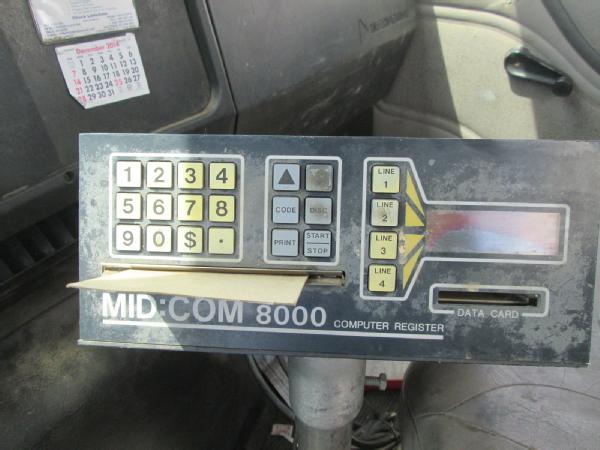 December 2014
1 2 3 4
5 6 7 8
9 0 $ .
CODE
DISC
PRINT
START
STOP
LINE
1
LINE
2
LINE
3
LINE
4
MID:COM 8000 COMPUTER REGISTER
DATA CARD